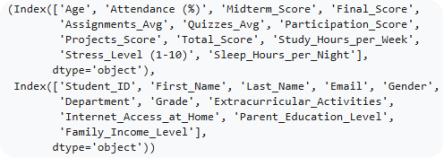 (Index(['Age', 'Attendance (%)', 'Midterm_Score', 'Final_Score',
'Assignments_Avg', 'Quizzes_Avg', 'Participation_Score',
'Projects_Score', 'Total_Score', 'Study_Hours_per_Week',
'Stress_Level (1-10)', 'Sleep_Hours_per_Night'],
dtype='object'),
Index(['Student_ID', 'First_Name', 'Last_Name', 'Email', 'Gender',
'Department', 'Grade', 'Extracurricular_Activities',
'Internet_Access_at_Home', 'Parent_Education_Level',
'Family_Income_Level'],
dtype='object'))